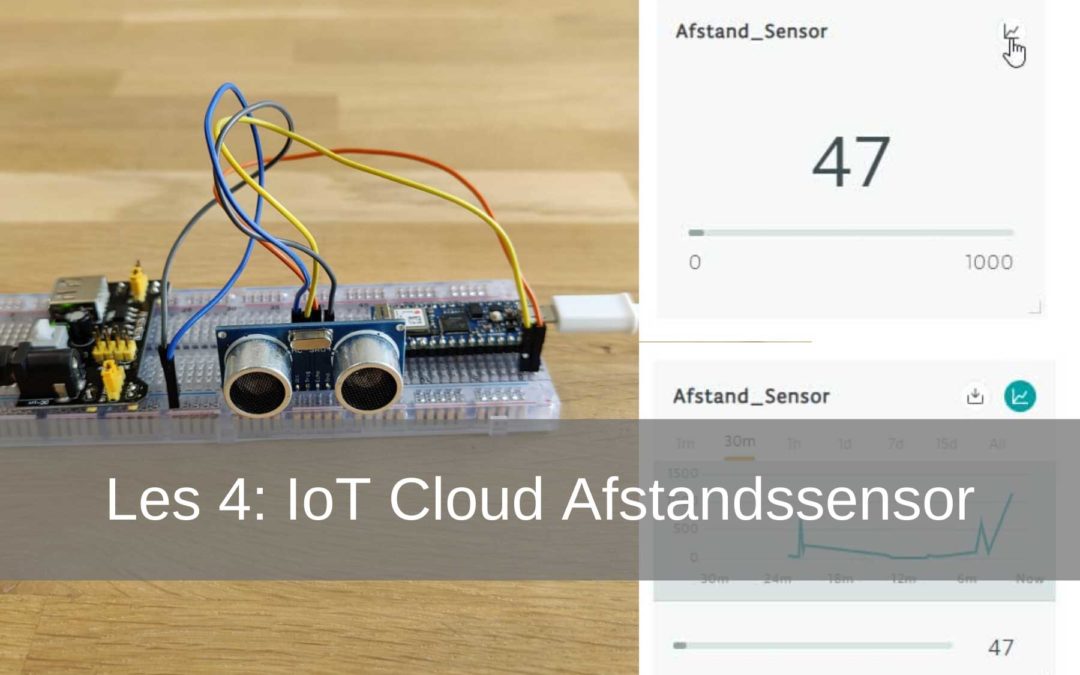 Afstand_Sensor
47
0 1000
Afstand_Sensor
1m 30m 1h 1d 7d 15d All
1500
Les 4: IoT Cloud Afstandssensor
500
0
30m 24m 18m 12m 6m Now
47